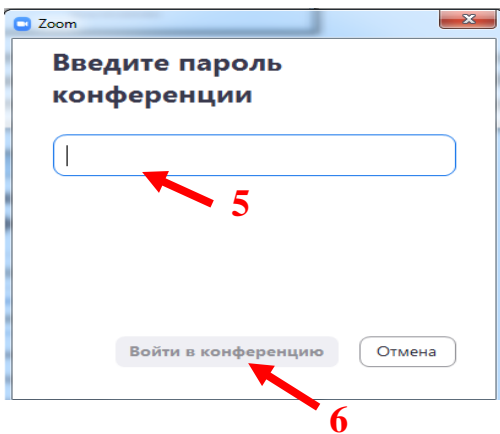 Zoom
Введите пароль
конференции
5
Войти в конференцию
Отмена
6